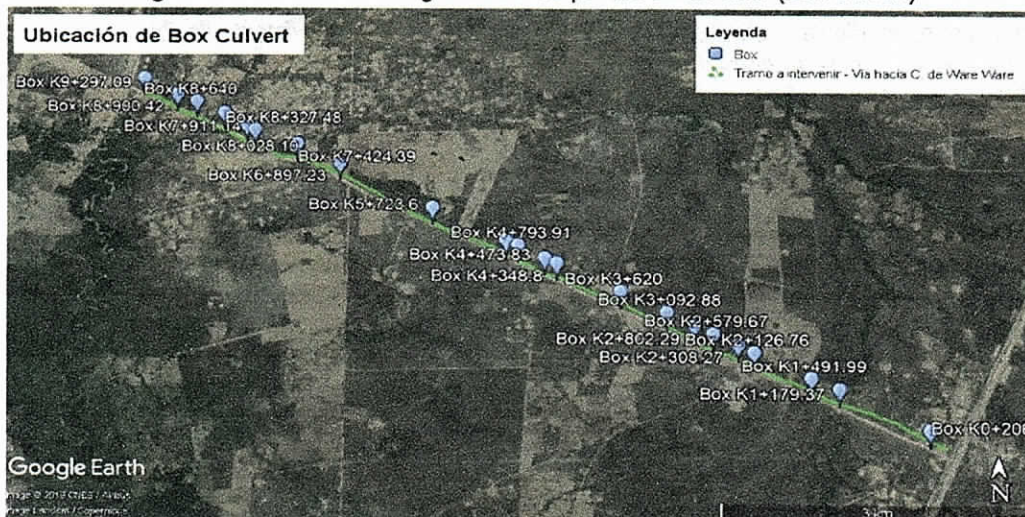 Ubicación de Box Culvert
Leyenda
Box
Tramo a intervenir - Via hacia C. de Ware Ware
Box K9+297.09
Box K8+640
Box K8+990.42
Box K8+327.48
Box K7+911.14
Box K8+028.10
Box K7+424.39
Box K6+897.23
Box K5+723.6
Box K4+793.91
Box K4+473.83
Box K4+348.8
Box K3+620
Box K3+092.88
Box K2+579.67
Box K2+802.29
Box K2+126.76
Box K2+308.27
Box K1+491.99
Box K1+179.37
Google Earth
N
3 km